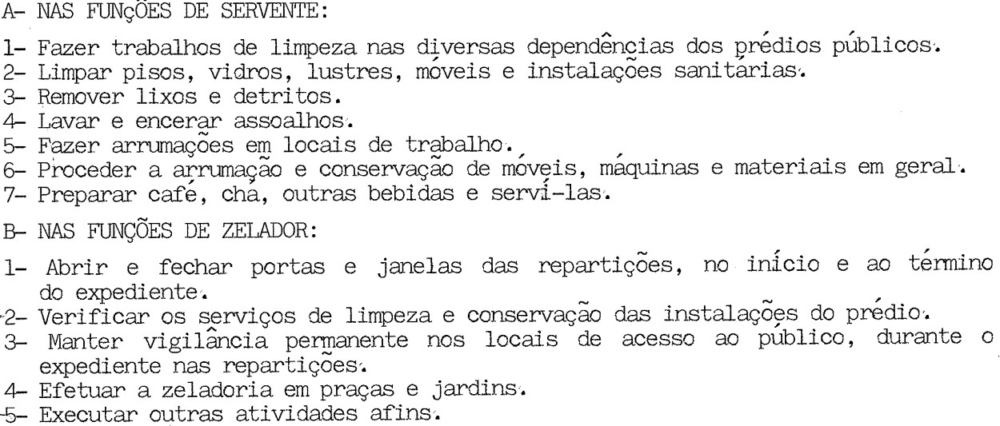 A- NAS FUNÇÕES DE SERVENTE:
1- Fazer trabalhos de limpeza nas diversas dependências dos prédios públicos.
2- Limpar pisos, vidros, lustres, móveis e instalações sanitárias.
3- Remover lixos e detritos.
4- Lavar e encerar assoalhos.
5- Fazer arrumações em locais de trabalho.
6- Proceder a arrumação e conservação de móveis, máquinas e materiais em geral.
7- Preparar café, chá, outras bebidas e serví-las.
B- NAS FUNÇÕES DE ZELADOR:
1- Abrir e fechar portas e janelas das repartições, no início e ao término
do expediente.
2- Verificar os serviços de limpeza e conservação das instalações do prédio.
3- Manter vigilância permanente nos locais de acesso ao público, durante o
expediente nas repartições.
4- Efetuar a zeladoria em praças e jardins.
5- Executar outras atividades afins.